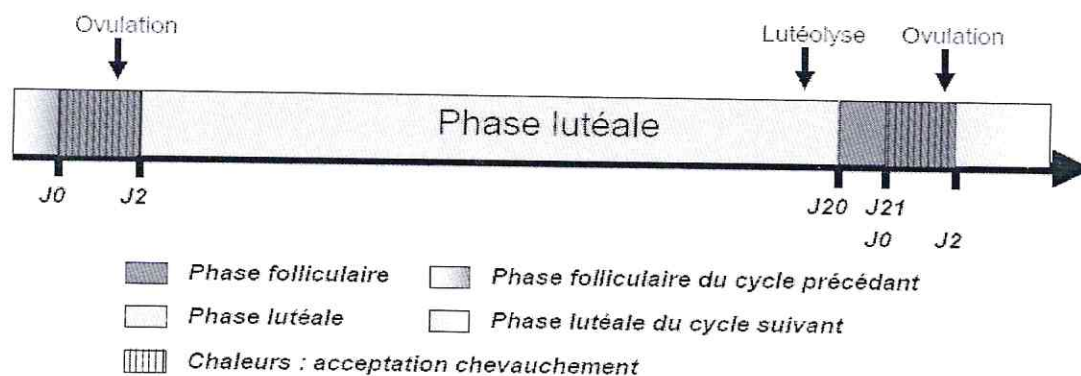 Ovulation
Lutéolyse Ovulation
Phase lutéale
J0 J2 J20 J21
J0 J2
Phase folliculaire Phase folliculaire du cycle précédant
Phase lutéale Phase lutéale du cycle suivant
Chaleurs : acceptation chevauchement